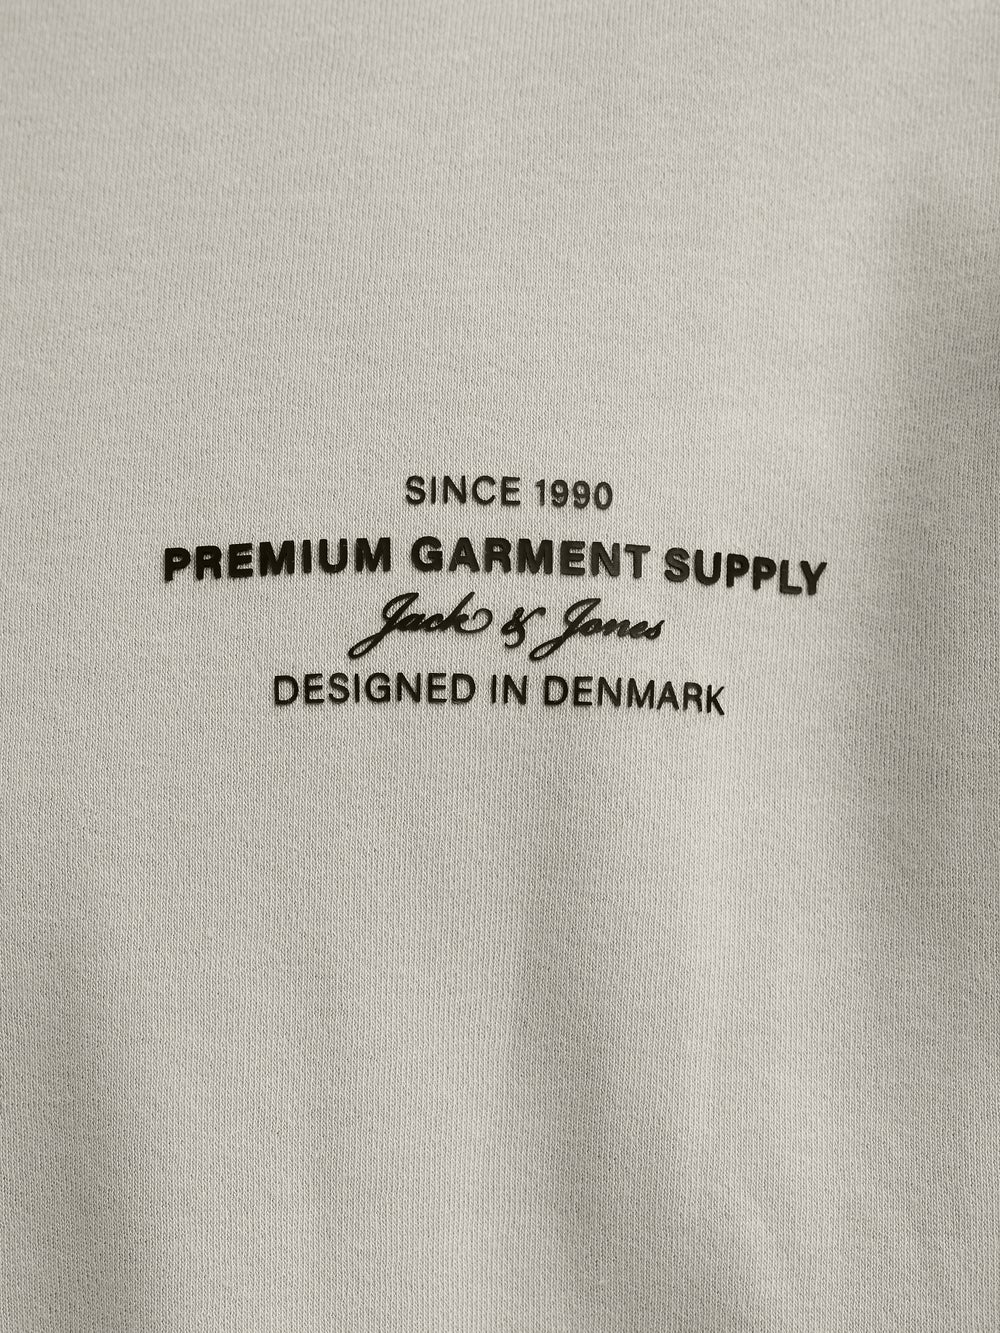 SINCE 1990
PREMIUM GARMENT SUPPLY
Jack & Jones
DESIGNED IN DENMARK